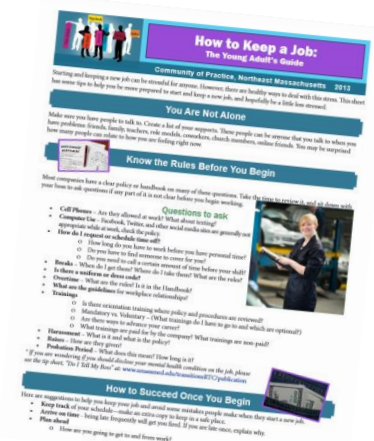 How to Keep a Job:
The Young Adult's Guide
Community of Practice, Northeast Massachusetts 2013
Starting and keeping a new job can be stressful for anyone. However, there are healthy ways to deal with this stress. This sheet
has some tips to help you be more prepared to start and keep a new job, and hopefully be a little less stressed.
You Are Not Alone
Make sure you have people to talk to. Create a list of your supports. These people can be anyone that you talk to when you
have problems: friends, family, teachers, role models, coworkers, church members, online friends. You may be surprised
how many people can relate to how you are feeling right now.
Know the Rules Before You Begin
Most companies have a clear policy or handbook on many of these questions. Take the time to review it, and sit down with
your boss to ask questions if any part of it is not clear before you begin working.
Questions to ask
• Cell Phones – Are they allowed at work? What about texting?
• Computer Use – Facebook, Twitter, and other social media sites are generally not
appropriate while at work, check the policy.
• How do I request or schedule time off?
o How long do you have to work before you have personal time?
o Do you have to find someone to cover for you?
o Do you need to call a certain amount of time before your shift?
• Breaks – When do I get them? Where do I take them? What are the rules?
• Is there a uniform or dress code?
• Overtime – What are the rules? Is it in the Handbook?
• What are the guidelines for workplace relationships?
• Trainings
o Is there orientation training where policy and procedures are reviewed?
o Mandatory vs. Voluntary – (What trainings do I have to go to and which are optional?)
o Are there ways to advance your career?
o What trainings are paid for by the company? What trainings are non-paid?
• Harassment – What is it and what is the policy?
• Raises – How are they given?
• Probation Period – What does this mean? How long is it?
* If you are wondering if you should disclose your mental health condition on the job, please
see the tip sheet, "Do I Tell My Boss" at: www.umassmed.edu/transitionsRTC/publication
How to Succeed Once You Begin
Here are suggestions to help you keep your job and avoid some mistakes people make when they start a new job.
• Keep track of your schedule—make an extra copy to keep in a safe place.
• Arrive on time - being late frequently will get you fired. If you are late once, explain why.
• Plan ahead
o How are you going to get to and from work?